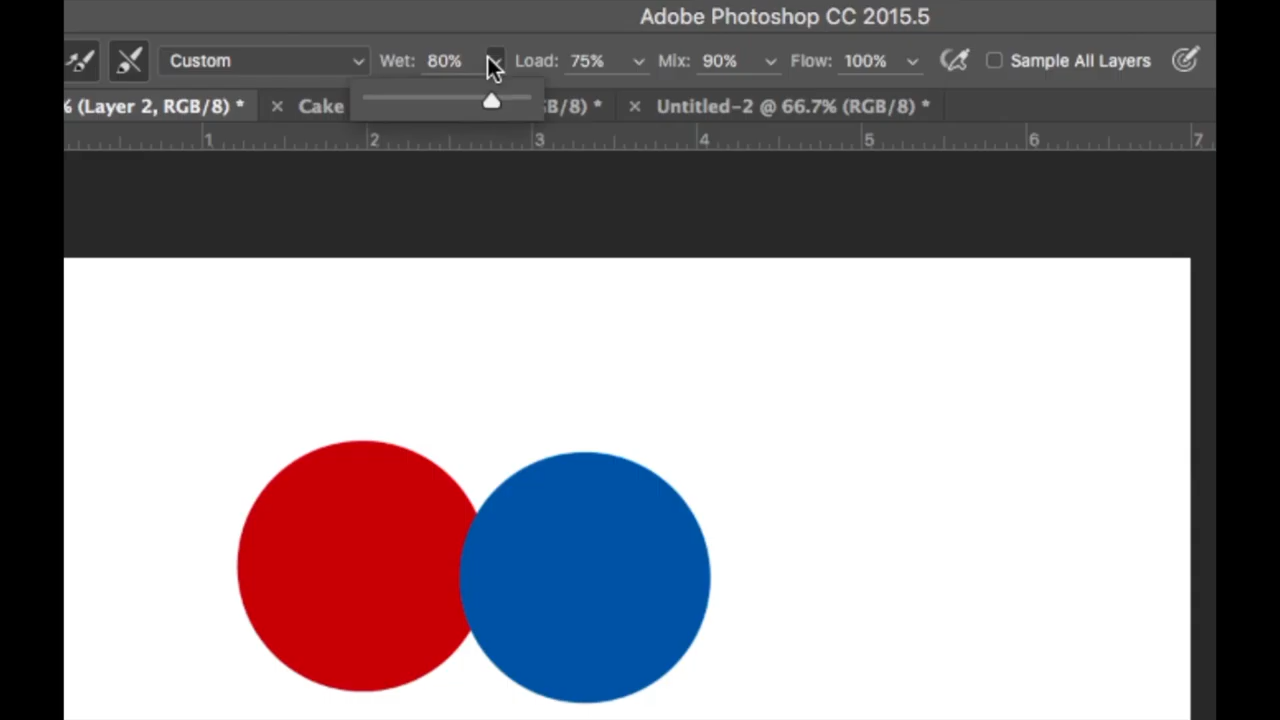 Adobe Photoshop CC 2015.5
Custom Wet: 80% Load: 75% Mix: 90% Flow: 100% Sample All Layers
% (Layer 2, RGB/8) * × Cake B/8) * × Untitled-2 @ 66.7% (RGB/8) *
1 2 3 4 5 6 7